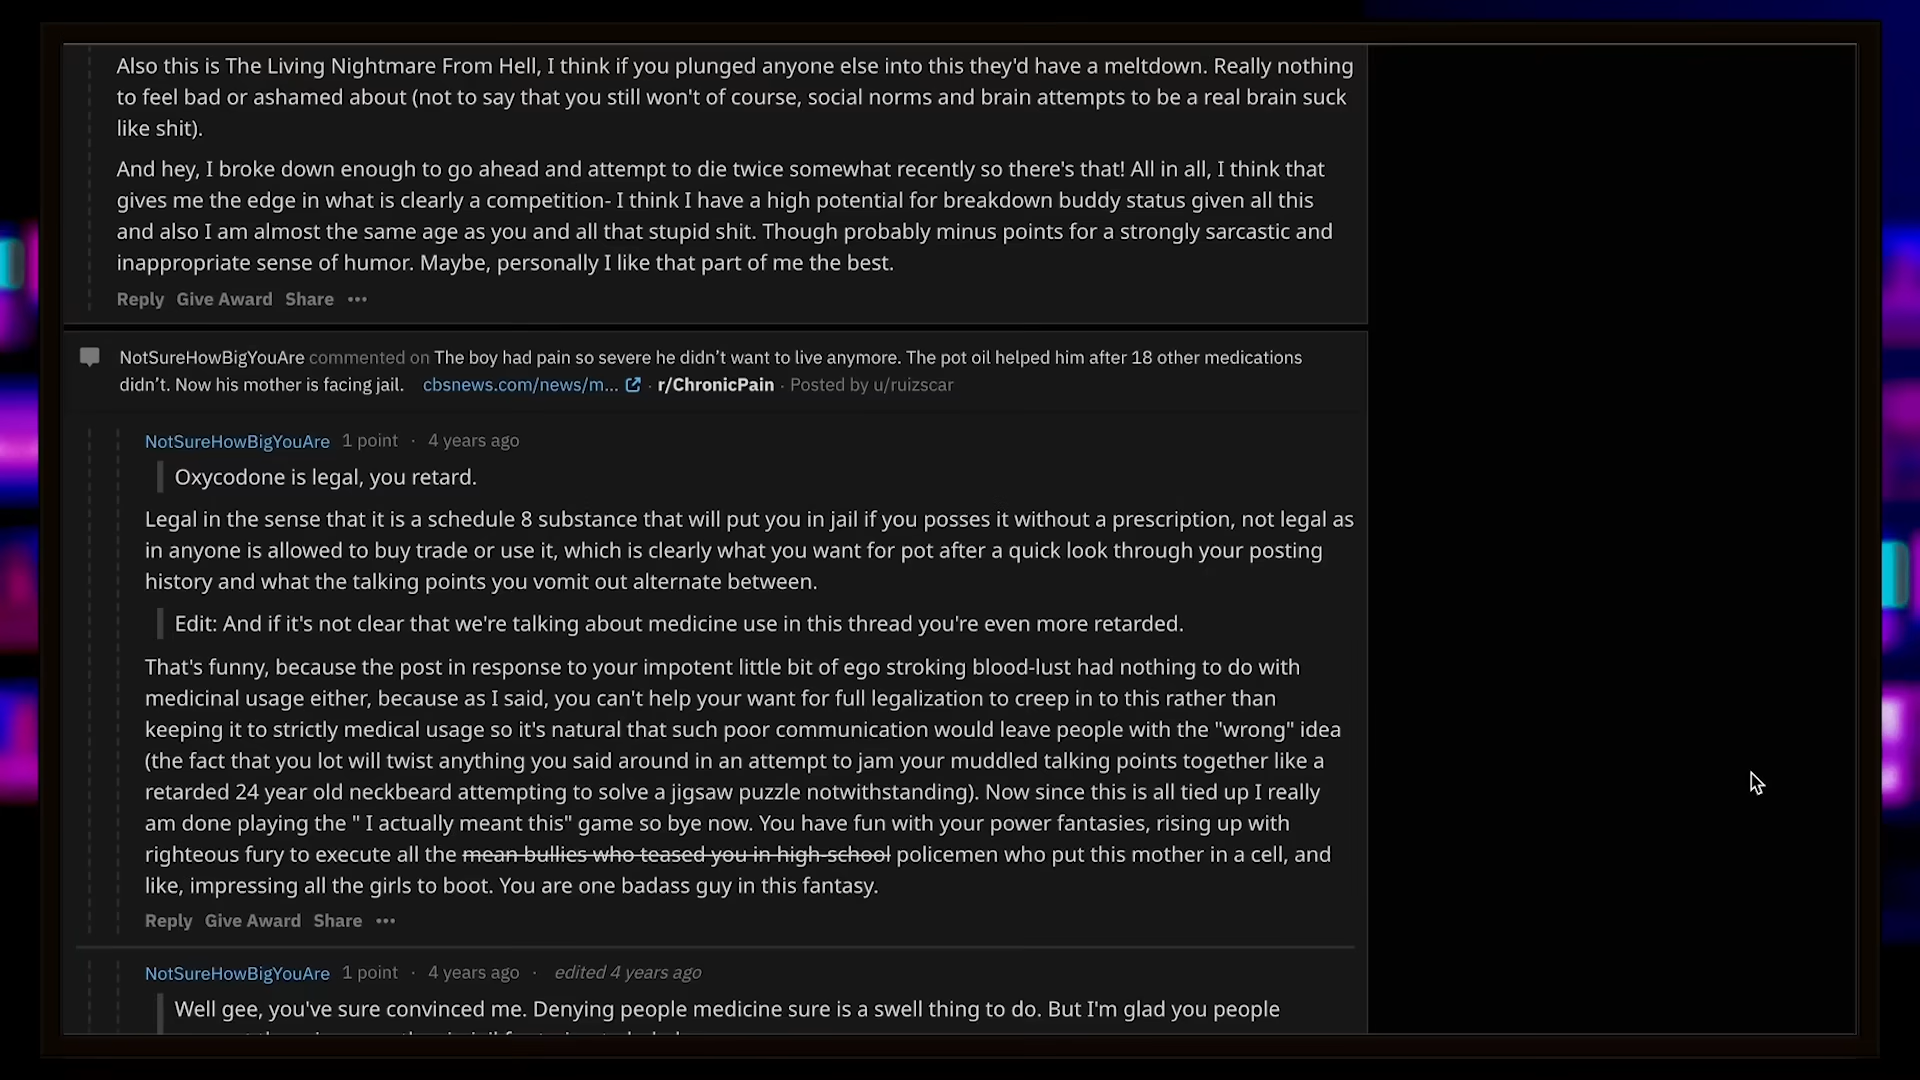 Also this is The Living Nightmare From Hell, I think if you plunged anyone else into this they'd have a meltdown. Really nothing
to feel bad or ashamed about (not to say that you still won't of course, social norms and brain attempts to be a real brain suck
like shit).
And hey, I broke down enough to go ahead and attempt to die twice somewhat recently so there's that! All in all, I think that
gives me the edge in what is clearly a competition- I think I have a high potential for breakdown buddy status given all this
and also I am almost the same age as you and all that stupid shit. Though probably minus points for a strongly sarcastic and
inappropriate sense of humor. Maybe, personally I like that part of me the best.
Reply Give Award Share •••
NotSureHowBigYouAre commented on The boy had pain so severe he didn’t want to live anymore. The pot oil helped him after 18 other medications
didn’t. Now his mother is facing jail. cbsnews.com/news/m... · r/ChronicPain · Posted by u/ruizscar
NotSureHowBigYouAre 1 point · 4 years ago
Oxycodone is legal, you retard.
Legal in the sense that it is a schedule 8 substance that will put you in jail if you posses it without a prescription, not legal as
in anyone is allowed to buy trade or use it, which is clearly what you want for pot after a quick look through your posting
history and what the talking points you vomit out alternate between.
Edit: And if it's not clear that we're talking about medicine use in this thread you're even more retarded.
That's funny, because the post in response to your impotent little bit of ego stroking blood-lust had nothing to do with
medicinal usage either, because as I said, you can't help your want for full legalization to creep in to this rather than
keeping it to strictly medical usage so it's natural that such poor communication would leave people with the "wrong" idea
(the fact that you lot will twist anything you said around in an attempt to jam your muddled talking points together like a
retarded 24 year old neckbeard attempting to solve a jigsaw puzzle notwithstanding). Now since this is all tied up I really
am done playing the " I actually meant this" game so bye now. You have fun with your power fantasies, rising up with
righteous fury to execute all the mean bullies who teased you in high-school policemen who put this mother in a cell, and
like, impressing all the girls to boot. You are one badass guy in this fantasy.
Reply Give Award Share •••
NotSureHowBigYouAre 1 point · 4 years ago · edited 4 years ago
Well gee, you've sure convinced me. Denying people medicine sure is a swell thing to do. But I'm glad you people